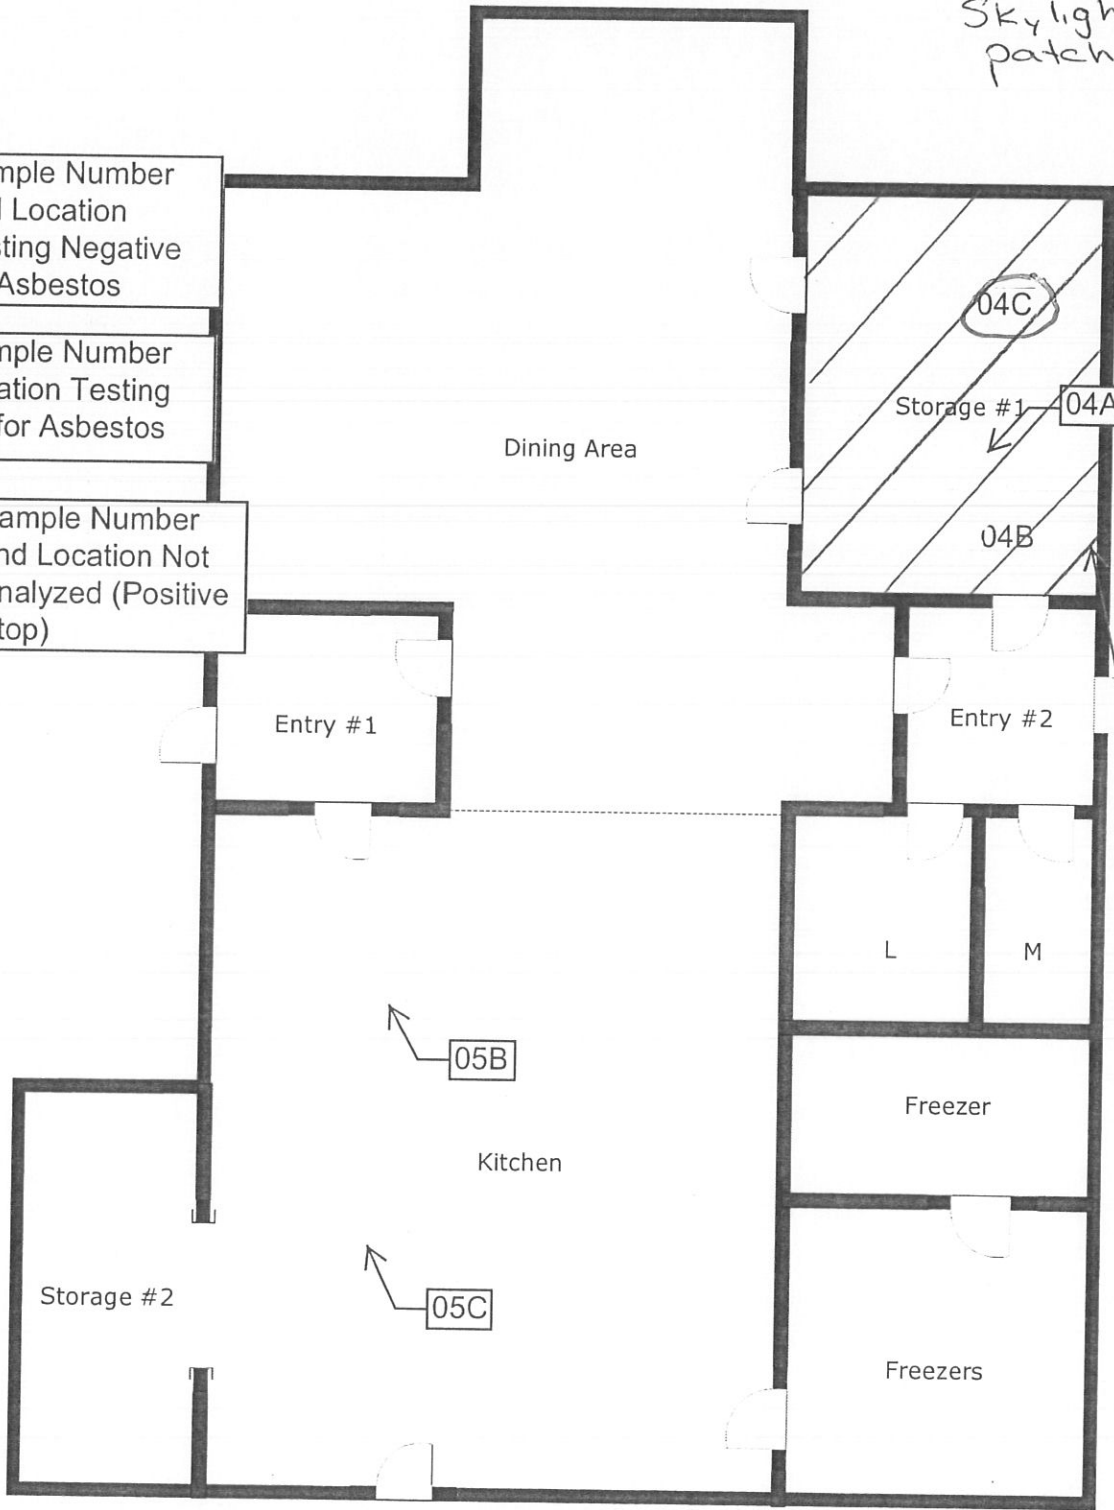 Skyligh
patch
mple Number
Location
sting Negative
Asbestos
mple Number
ation Testing
for Asbestos
ample Number
nd Location Not
nalyzed (Positive
top)
04C
Storage #1
04A
Dining Area
04B
Entry #1
Entry #2
L
M
05B
Freezer
Kitchen
Storage #2
05C
Freezers